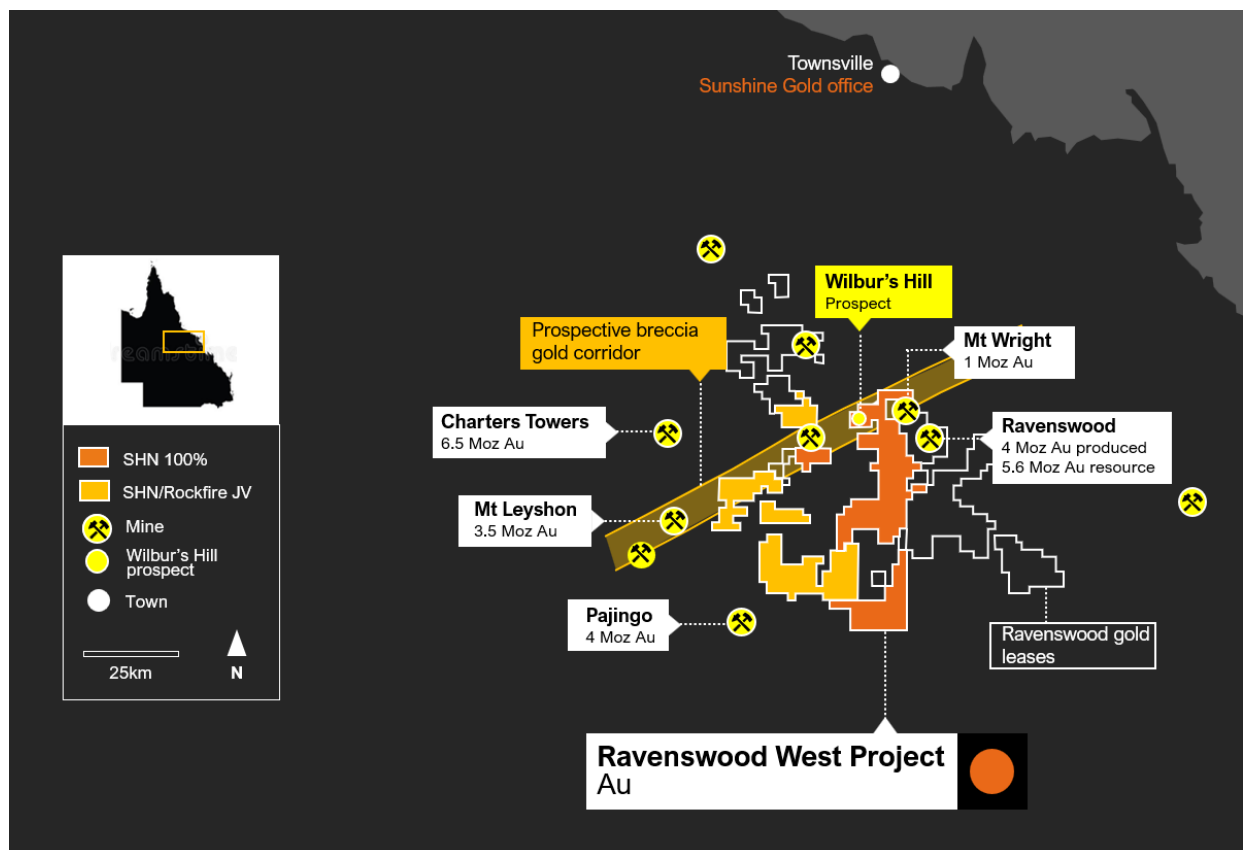 Townsville
Sunshine Gold office
Wilbur's Hill
Prospect
Prospective breccia
gold corridor
Mt Wright
1 Moz Au
Charters Towers
6.5 Moz Au
Ravenswood
4 Moz Au produced
5.6 Moz Au resource
Mt Leyshon
3.5 Moz Au
Pajingo
4 Moz Au
Ravenswood gold
leases
Ravenswood West Project
Au
SHN 100%
SHN/Rockfire JV
Mine
Wilbur's Hill
prospect
Town
25km
N